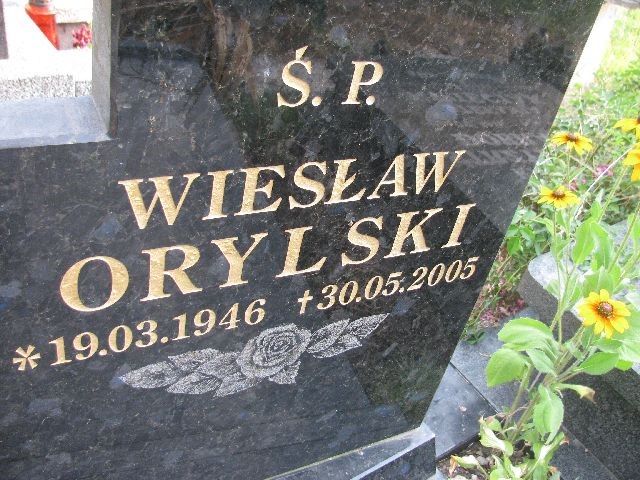 Ś. P.
WIESŁAW
ORYLSKI
*19.03.1946 †30.05.2005